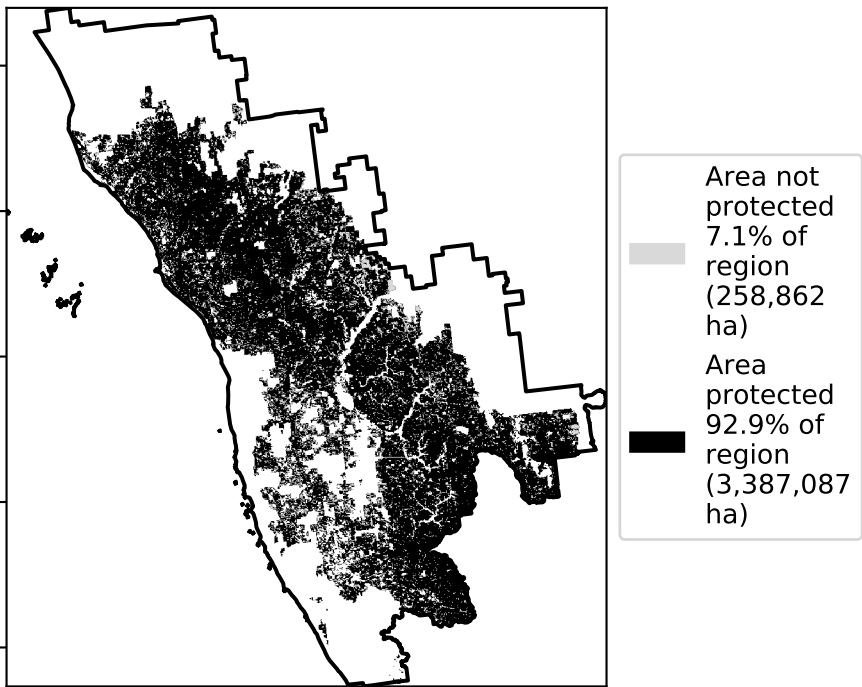 Area not
protected
7.1% of
region
(258,862
ha)
Area
protected
92.9% of
region
(3,387,087
ha)